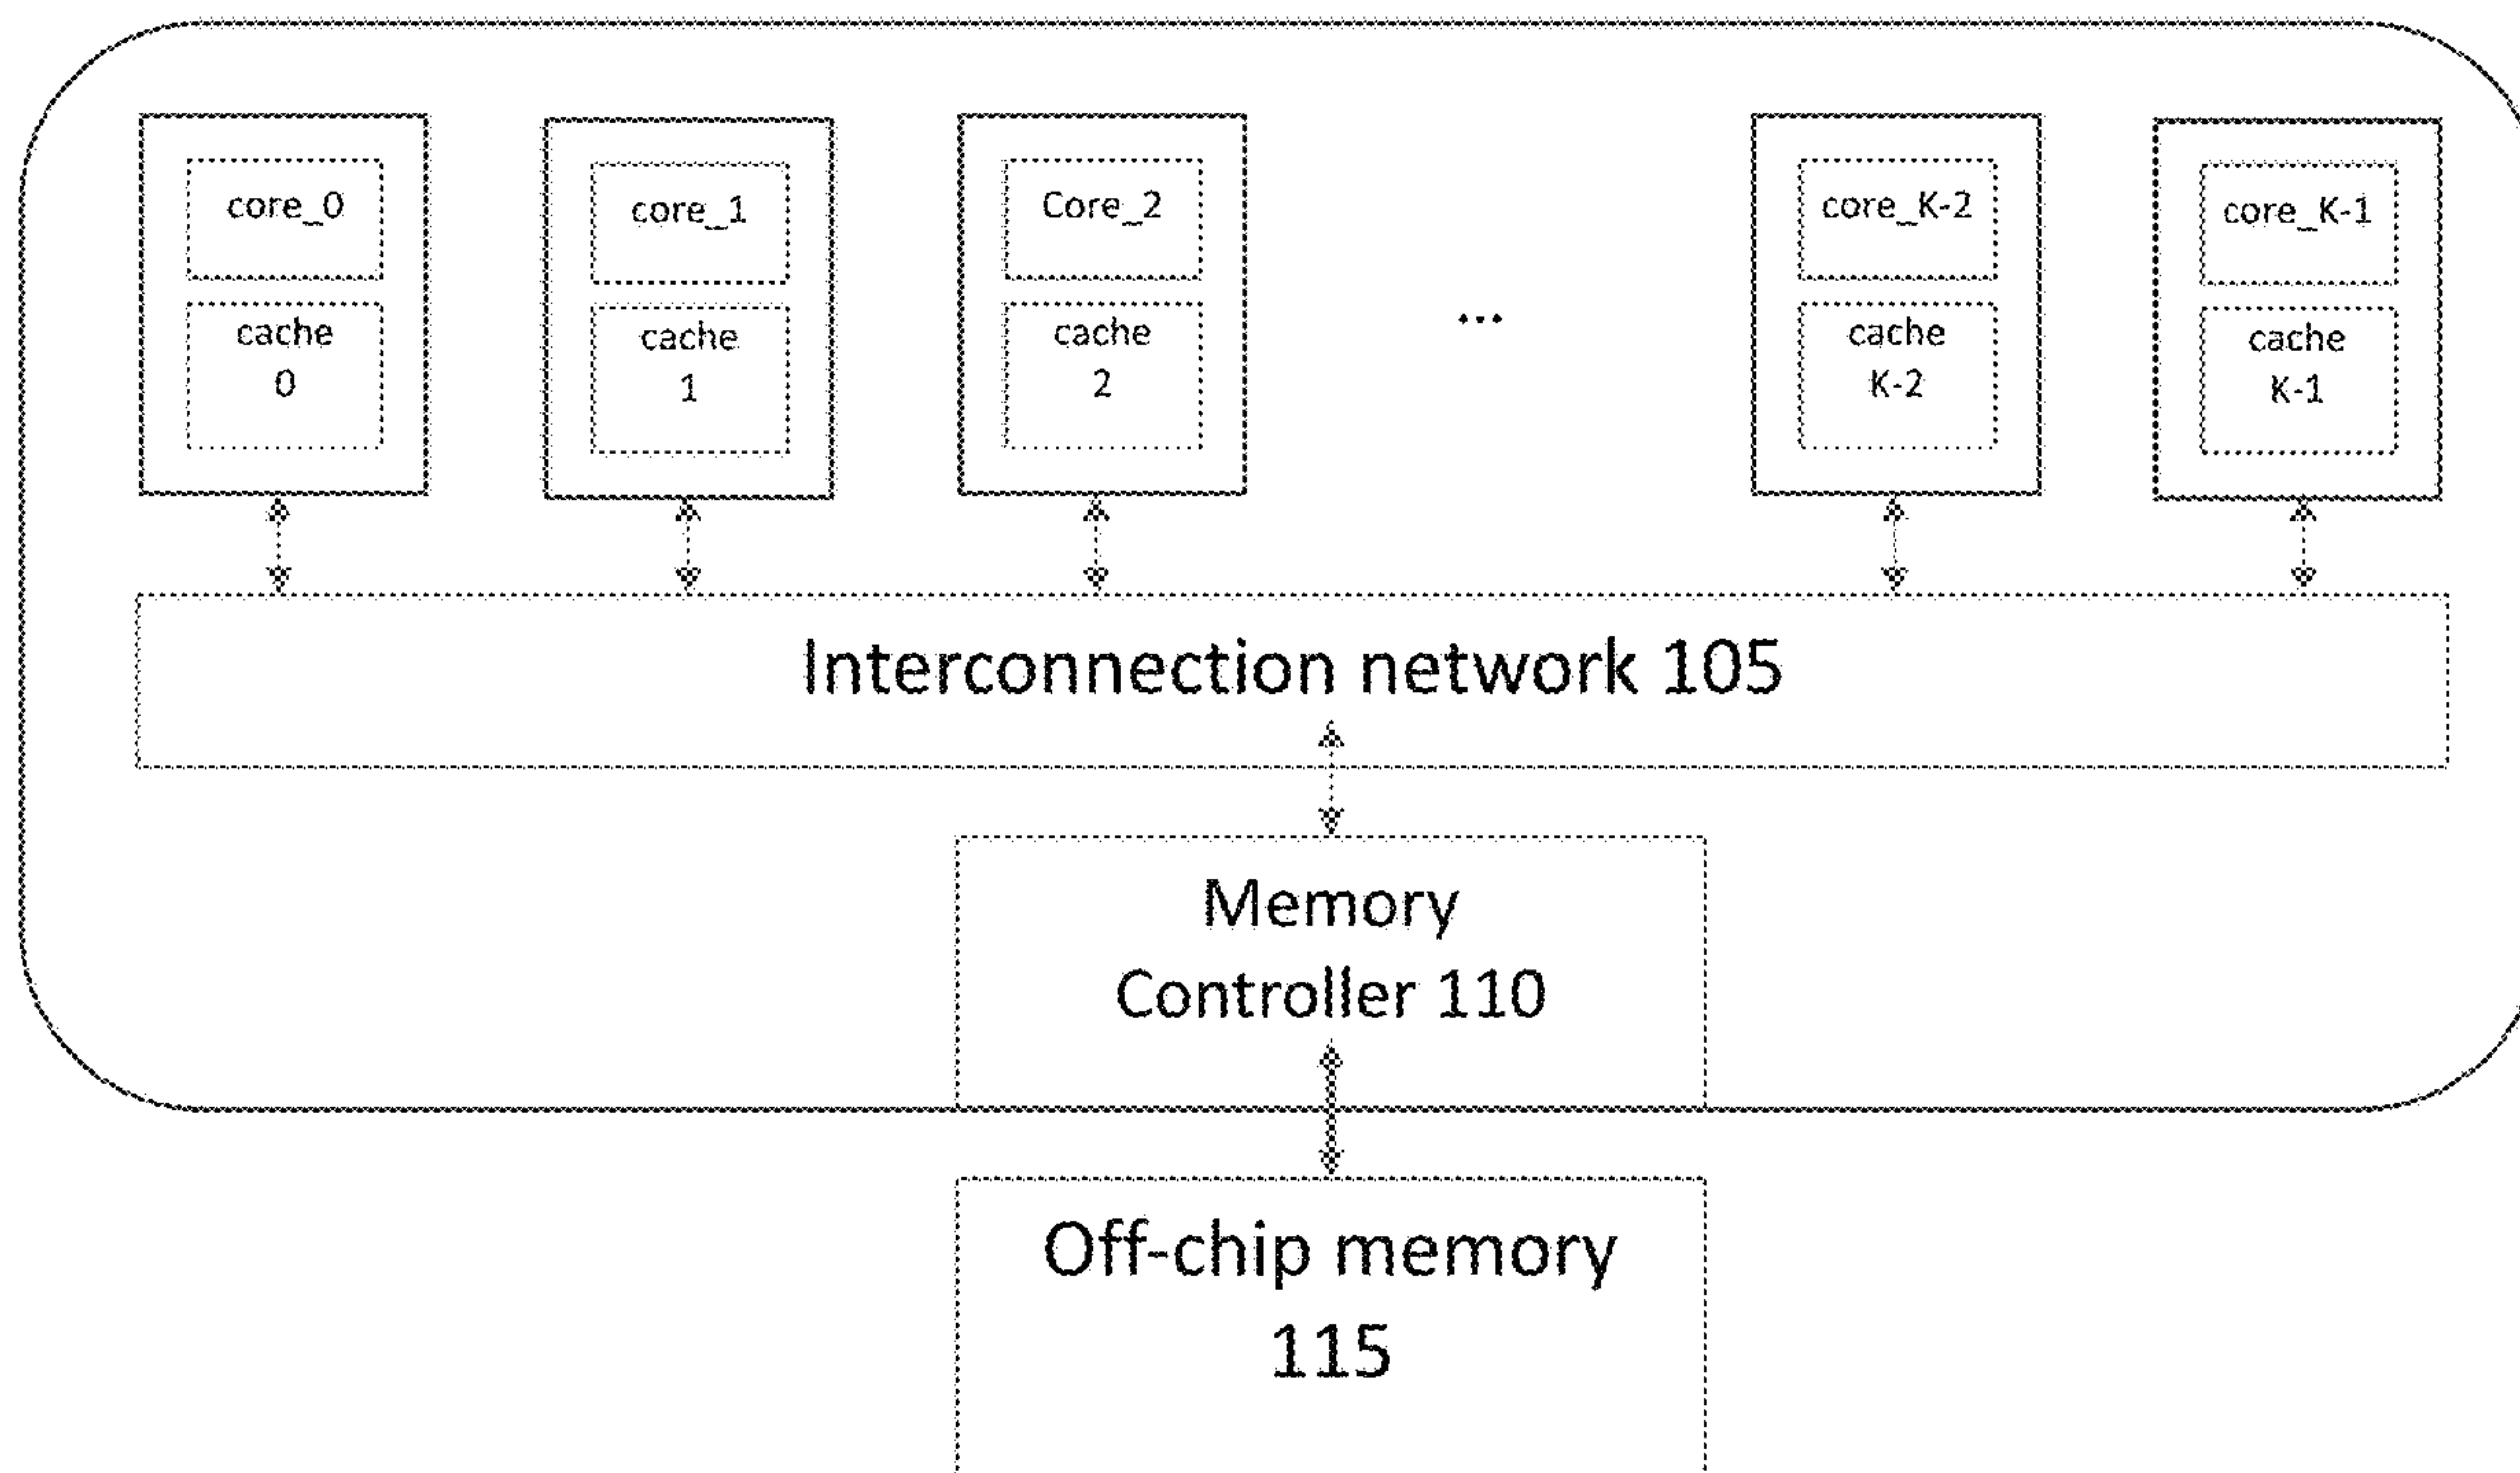 core_0
cache
0
core_1
cache
1
Core_2
cache
2
...
core_K-2
cache
K-2
core_K-1
cache
K-1
Interconnection network 105
Memory
Controller 110
Off-chip memory
115